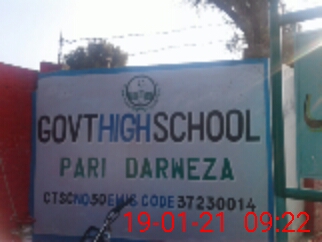 GOVT HIGH SCHOOL
PARI DARWEZA
CTSC NO 50 EMIS CODE 37230014
19-01-21 09:22